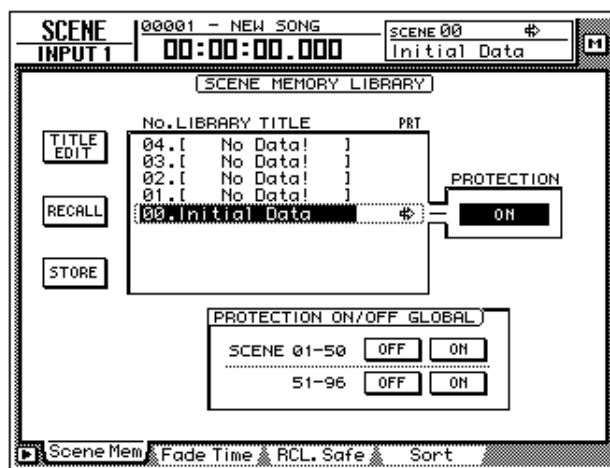 SCENE
INPUT 1
00001 - NEW SONG
00:00:00.000
SCENE 00
Initial Data
M
SCENE MEMORY LIBRARY
No.LIBRARY TITLE PRT
04.[ No Data! ]
03.[ No Data! ]
02.[ No Data! ]
01.[ No Data! ]
00.Initial Data
TITLE
EDIT
RECALL
STORE
PROTECTION
ON
PROTECTION ON/OFF GLOBAL
SCENE 01-50 OFF ON
51-96 OFF ON
Scene Mem Fade Time RCL. Safe Sort